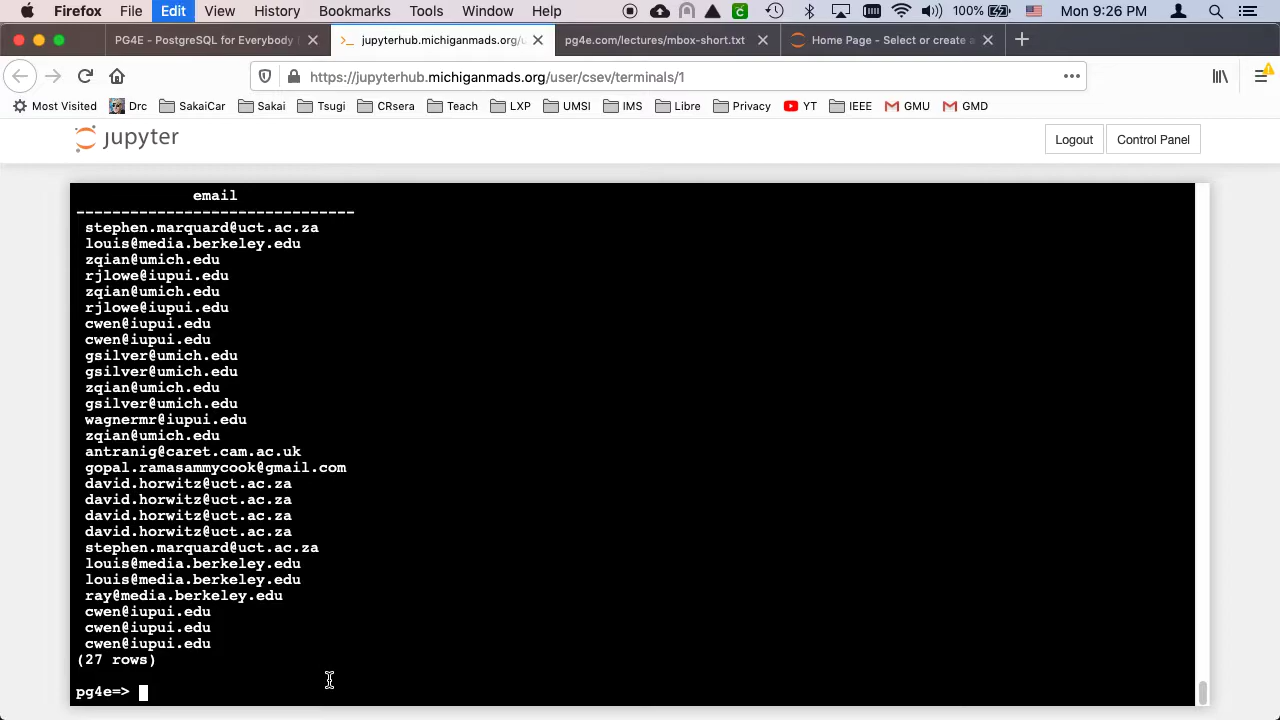 Firefox File Edit View History Bookmarks Tools Window Help 100% Mon 9:26 PM
PG4E - PostgreSQL for Everybody
jupyterhub.michiganmads.org/u
pg4e.com/lectures/mbox-short.txt
Home Page - Select or create a
https://jupyterhub.michiganmads.org/user/csev/terminals/1
Most Visited Drc SakaiCar Sakai Tsugi CRsera Teach LXP UMSI IMS Libre Privacy YT IEEE GMU GMD
jupyter Logout Control Panel
email
-------------------------------
stephen.marquard@uct.ac.za
louis@media.berkeley.edu
zqian@umich.edu
rjlowe@iupui.edu
zqian@umich.edu
rjlowe@iupui.edu
cwen@iupui.edu
cwen@iupui.edu
gsilver@umich.edu
gsilver@umich.edu
zqian@umich.edu
gsilver@umich.edu
wagnermr@iupui.edu
zqian@umich.edu
antranig@caret.cam.ac.uk
gopal.ramasammycook@gmail.com
david.horwitz@uct.ac.za
david.horwitz@uct.ac.za
david.horwitz@uct.ac.za
david.horwitz@uct.ac.za
stephen.marquard@uct.ac.za
louis@media.berkeley.edu
louis@media.berkeley.edu
ray@media.berkeley.edu
cwen@iupui.edu
cwen@iupui.edu
cwen@iupui.edu
(27 rows)
pg4e=>